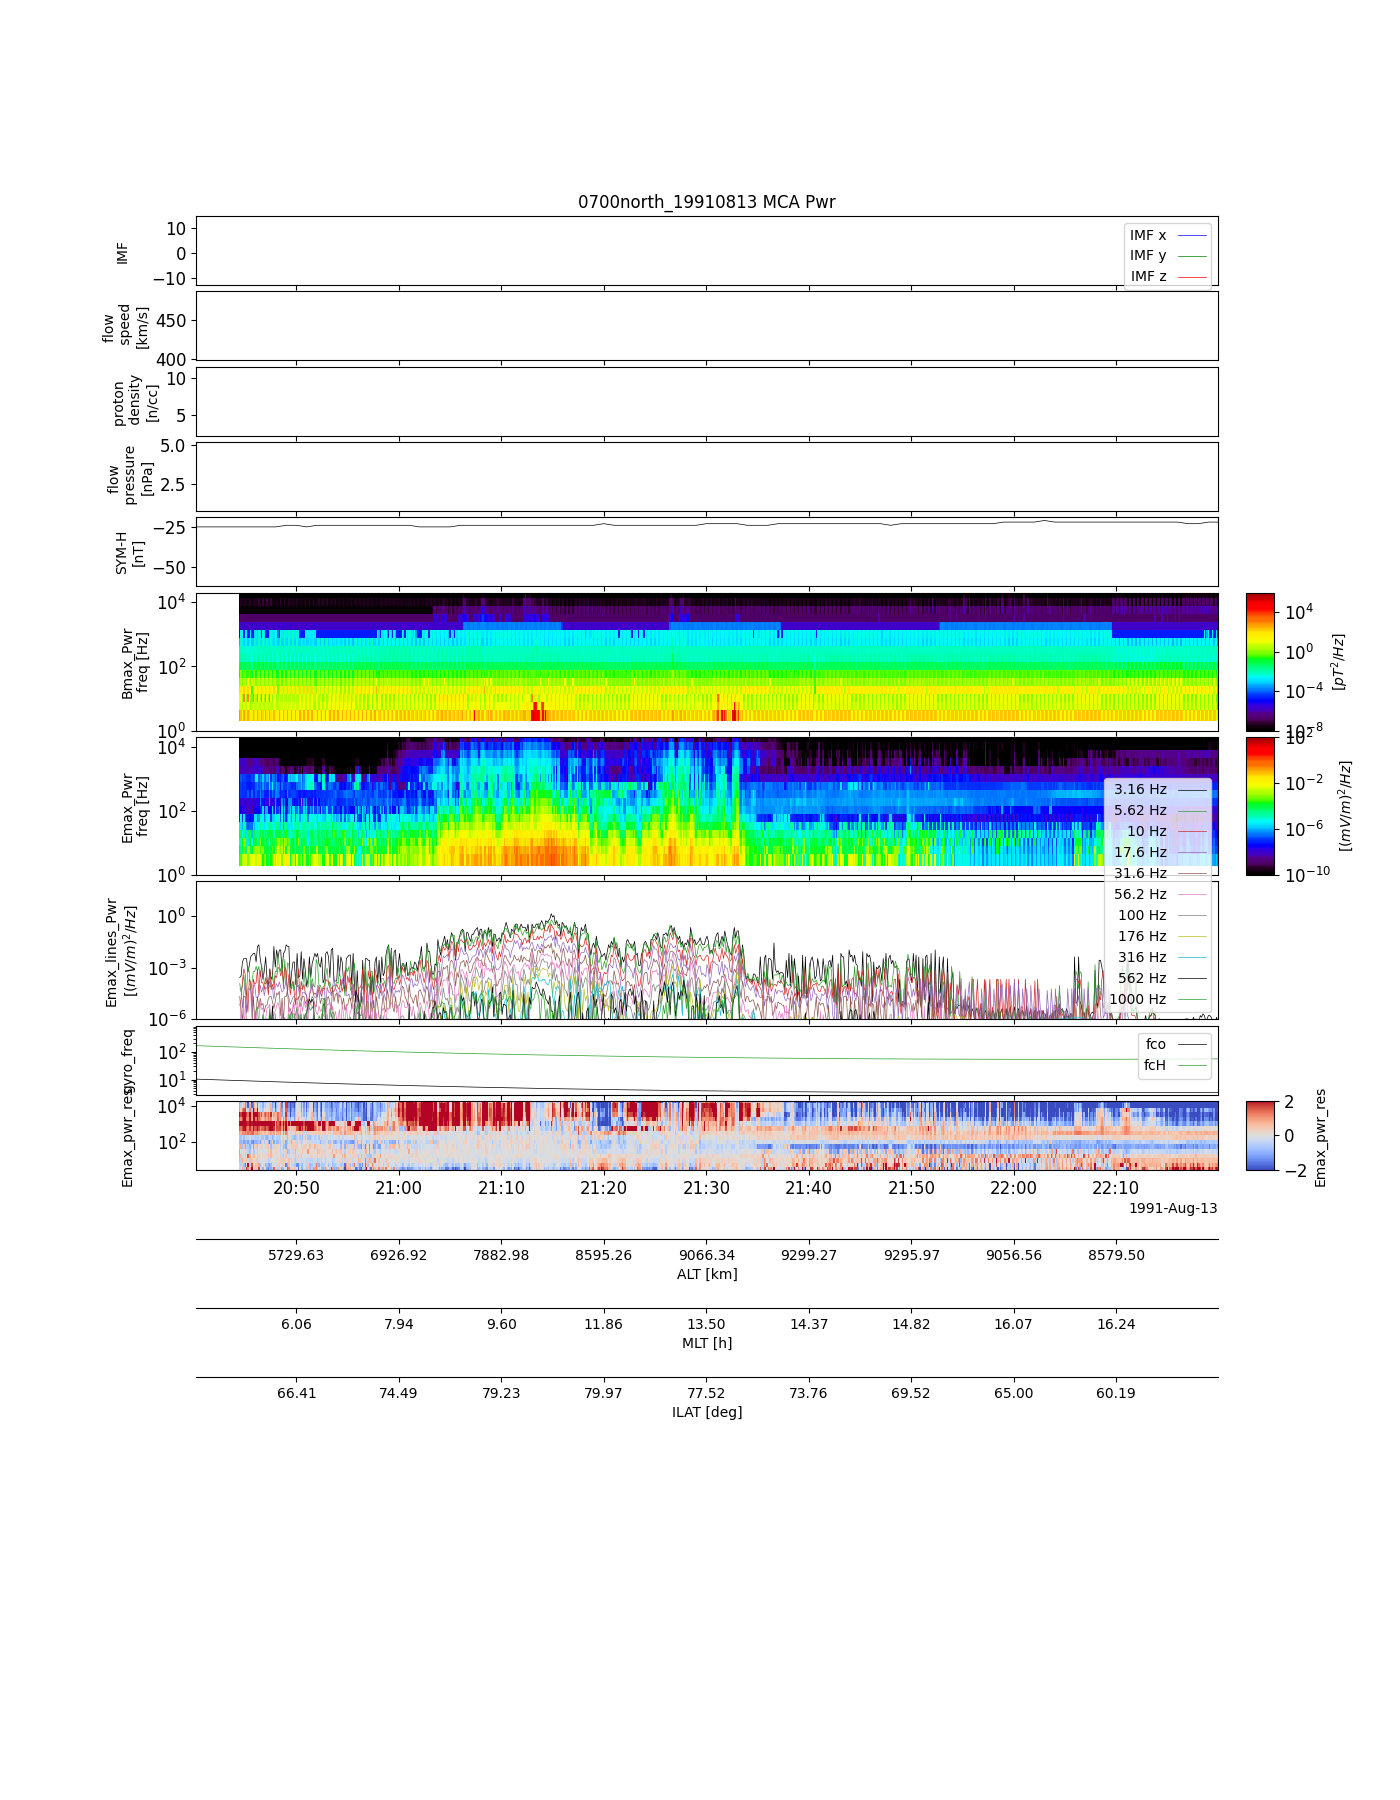 0700north_19910813 MCA Pwr
IMF
10
0
−10
IMF x
IMF y
IMF z
flow
speed
[km/s]
450
400
proton
density
[n/cc]
10
5
flow
pressure
[nPa]
5.0
2.5
SYM-H
[nT]
−25
−50
Bmax_Pwr
freq [Hz]
10^4
10^2
10^0
10^4
10^0
10^−4
10^−8
[pT^2/Hz]
Emax_Pwr
freq [Hz]
10^4
10^2
10^0
10^2
10^−2
10^−6
10^−10
[(mV/m)^2/Hz]
3.16 Hz
5.62 Hz
10 Hz
17.6 Hz
31.6 Hz
56.2 Hz
100 Hz
176 Hz
316 Hz
562 Hz
1000 Hz
Emax_lines_Pwr
[(mV/m)^2/Hz]
10^0
10^−3
10^−6
gyro_freq
10^2
10^1
fco
fcH
Emax_pwr_res
10^4
10^2
2
0
−2
Emax_pwr_res
20:50 21:00 21:10 21:20 21:30 21:40 21:50 22:00 22:10
1991-Aug-13
5729.63 6926.92 7882.98 8595.26 9066.34 9299.27 9295.97 9056.56 8579.50
ALT [km]
6.06 7.94 9.60 11.86 13.50 14.37 14.82 16.07 16.24
MLT [h]
66.41 74.49 79.23 79.97 77.52 73.76 69.52 65.00 60.19
ILAT [deg]